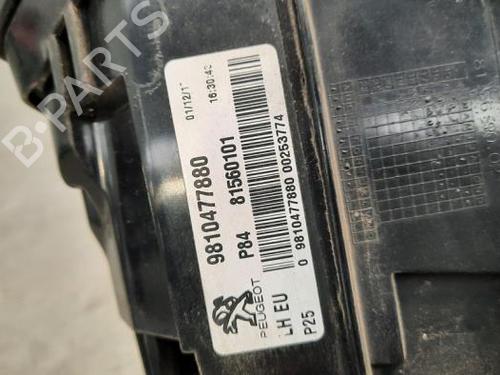 B-PARTS
01/12/1
16:30:43
9810477880
P84 81560101
0 9810477880 00253774
PEUGEOT
LH EU
P25